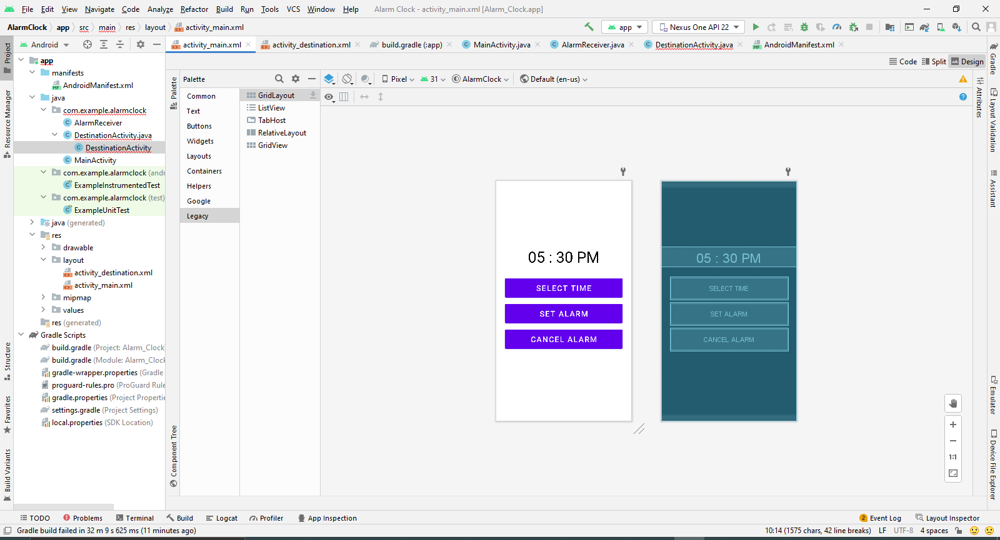 File Edit View Navigate Code Analyze Refactor Build Run Tools VCS Window Help Alarm Clock - activity_main.xml [Alarm_Clock.app]
AlarmClock app src main res layout activity_main.xml app Nexus One API 22
Android activity_main.xml activity_destination.xml build.gradle (:app) MainActivity.java AlarmReceiver.java DestinationActivity.java AndroidManifest.xml
Code Split Design
Project
Resource Manager
Structure
Favorites
Build Variants
app
manifests
AndroidManifest.xml
MF
java
com.example.alarmclock
AlarmReceiver
DestinationActivity.java
DesstinationActivity
MainActivity
com.example.alarmclock (andr
ExampleInstrumentedTest
com.example.alarmclock (test)
ExampleUnitTest
java (generated)
res
drawable
layout
activity_destination.xml
activity_main.xml
mipmap
values
res (generated)
Gradle Scripts
build.gradle (Project: Alarm_Clock
build.gradle (Module: Alarm_Clock
gradle-wrapper.properties (Gradle
proguard-rules.pro (ProGuard Rule
gradle.properties (Project Propertie
settings.gradle (Project Settings)
local.properties (SDK Location)
Palette
Component Tree
Palette
Common
Text
Buttons
Widgets
Layouts
Containers
Helpers
Google
Legacy
GridLayout
ListView
TabHost
RelativeLayout
GridView
Pixel 31 AlarmClock Default (en-us)
05 : 30 PM
SELECT TIME
SET ALARM
CANCEL ALARM
05 : 30 PM
SELECT TIME
SET ALARM
CANCEL ALARM
1:1
Attributes
Gradle
Layout Validation
Assistant
Emulator
Device File Explorer
TODO Problems Terminal Build Logcat Profiler App Inspection 2 Event Log Layout Inspector
Gradle build failed in 32 m 9 s 625 ms (11 minutes ago) 10:14 (1575 chars, 42 line breaks) LF UTF-8 4 spaces